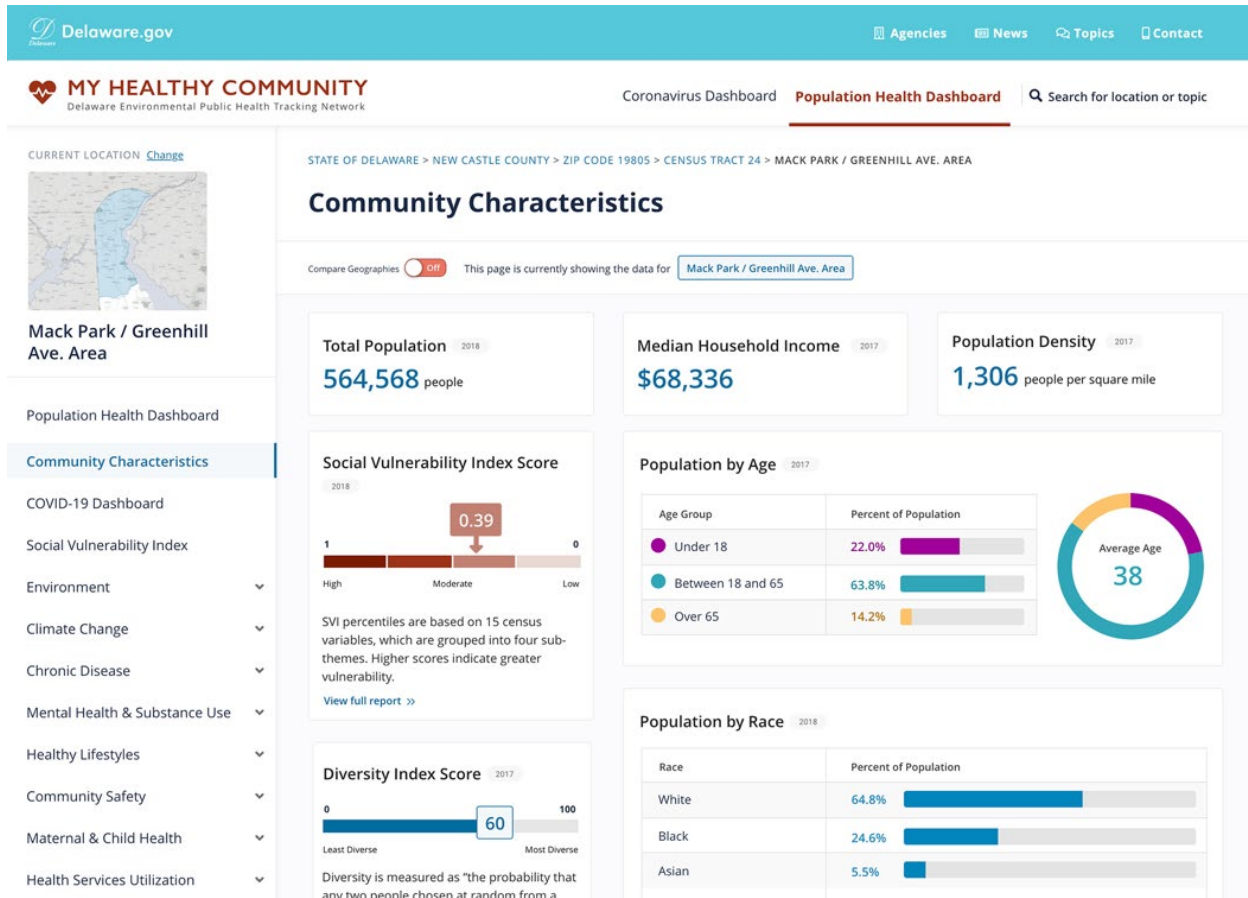 Delaware.gov
Agencies News Topics Contact
MY HEALTHY COMMUNITY
Delaware Environmental Public Health Tracking Network
Coronavirus Dashboard Population Health Dashboard Search for location or topic
CURRENT LOCATION Change
Mack Park / Greenhill
Ave. Area
Population Health Dashboard
Community Characteristics
COVID-19 Dashboard
Social Vulnerability Index
Environment
Climate Change
Chronic Disease
Mental Health & Substance Use
Healthy Lifestyles
Community Safety
Maternal & Child Health
Health Services Utilization
STATE OF DELAWARE > NEW CASTLE COUNTY > ZIP CODE 19805 > CENSUS TRACT 24 > MACK PARK / GREENHILL AVE. AREA
Community Characteristics
Compare Geographies Off This page is currently showing the data for Mack Park / Greenhill Ave. Area
Total Population 2018
564,568 people
Median Household Income 2017
$68,336
Population Density 2017
1,306 people per square mile
Social Vulnerability Index Score
2018
0.39
1 0
High Moderate Low
SVI percentiles are based on 15 census
variables, which are grouped into four sub-
themes. Higher scores indicate greater
vulnerability.
View full report »
Diversity Index Score 2017
0 100
60
Least Diverse Most Diverse
Diversity is measured as "the probability that
any two people chosen at random from a
Population by Age 2017
Age Group Percent of Population
Under 18 22.0%
Between 18 and 65 63.8%
Over 65 14.2%
Average Age
38
Population by Race 2018
Race Percent of Population
White 64.8%
Black 24.6%
Asian 5.5%